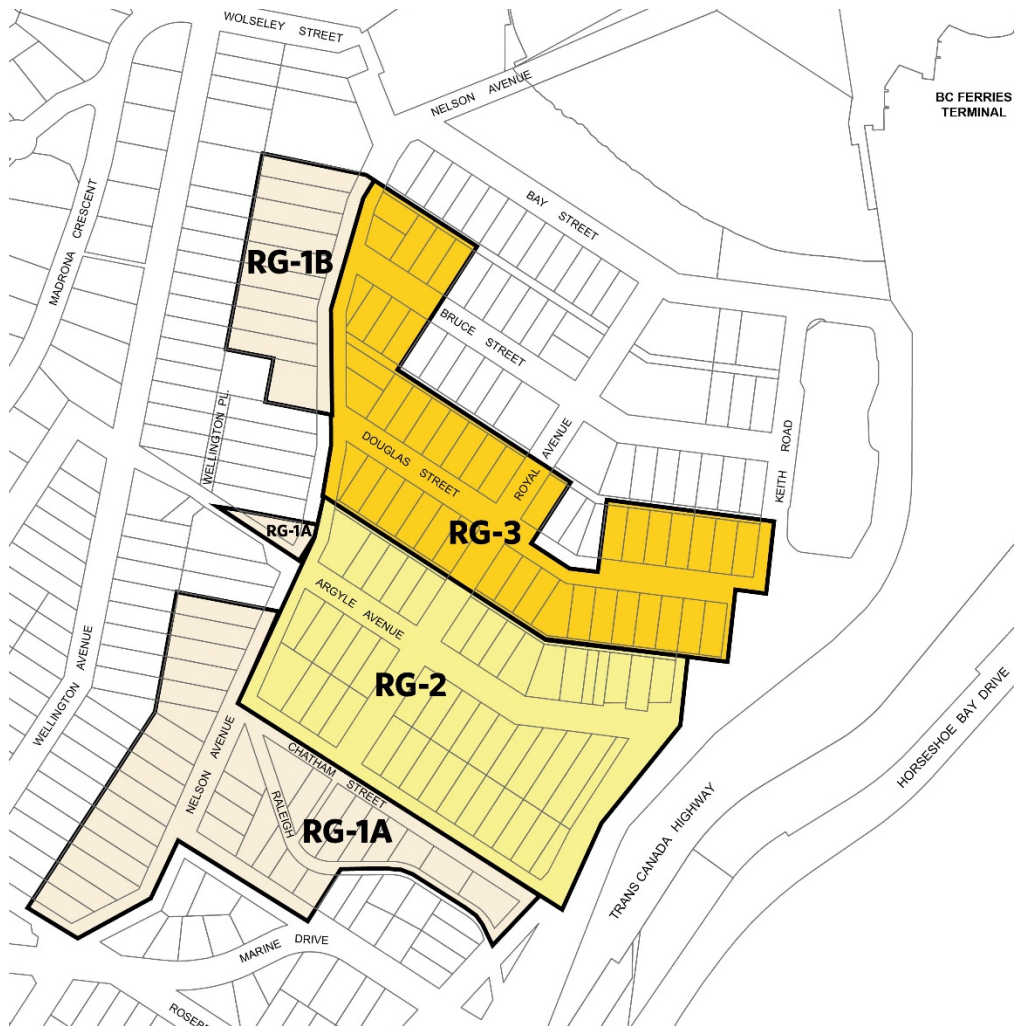 WOLSELEY STREET
NELSON AVENUE
BC FERRIES
TERMINAL
MADRONA CRESCENT
BAY STREET
RG-1B
BRUCE STREET
WELLINGTON PL.
DOUGLAS STREET
ROYAL AVENUE
KEITH ROAD
RG-1A
RG-3
ARGYLE AVENUE
WELLINGTON AVENUE
RG-2
HORSESHOE BAY DRIVE
NELSON AVENUE
CHATHAM STREET
RALEIGH
RG-1A
TRANS CANADA HIGHWAY
MARINE DRIVE